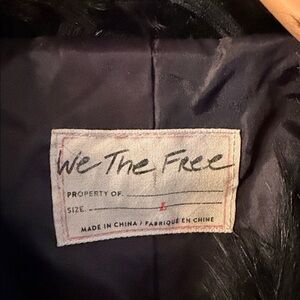 We The Free
PROPERTY OF
SIZE
MADE IN CHINA / FABRIQUÉ EN CHINE